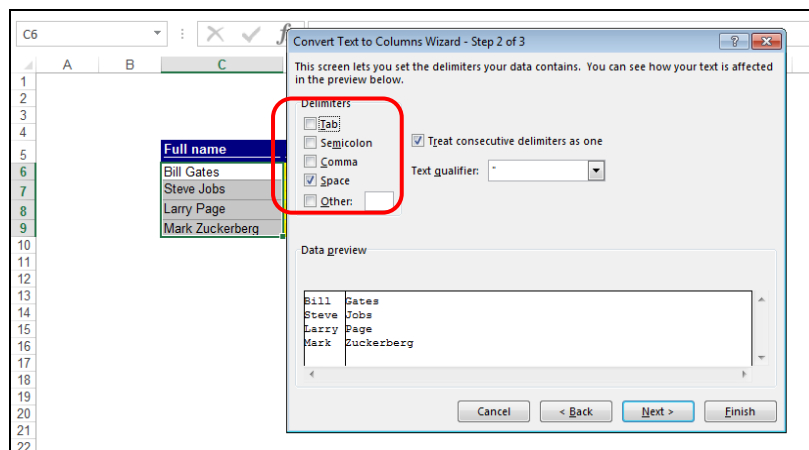 C6
Convert Text to Columns Wizard - Step 2 of 3
This screen lets you set the delimiters your data contains. You can see how your text is affected
in the preview below.
A B C
1
2
3
4
5
6
7
8
9
10
11
12
13
14
15
16
17
18
19
20
21
22
Full name
Bill Gates
Steve Jobs
Larry Page
Mark Zuckerberg
Delimiters
Tab
Semicolon
Comma
Space
Other:
Treat consecutive delimiters as one
Text qualifier: "
Data preview
Bill Gates
Steve Jobs
Larry Page
Mark Zuckerberg
Cancel < Back Next > Finish